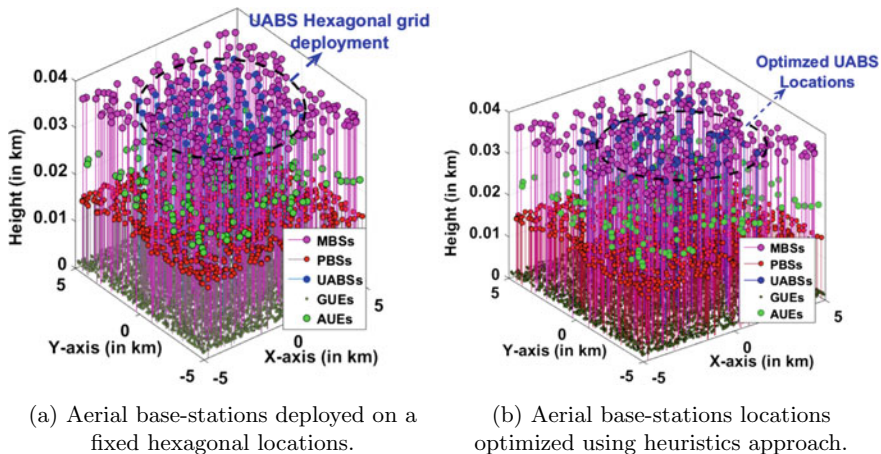 UABS Hexagonal grid
deployment
0.04
0.03
0.02
0.01
0
Height (in km)
5
0
-5
Y-axis (in km)
-5
0
5
X-axis (in km)
MBSs
PBSs
UABSs
GUEs
AUEs
(a) Aerial base-stations deployed on a
fixed hexagonal locations.
Optimzed UABS
Locations
0.04
0.03
0.02
0.01
0
Height (in km)
5
0
-5
Y-axis (in km)
-5
0
5
X-axis (in km)
MBSs
PBSs
UABSs
GUEs
AUEs
(b) Aerial base-stations locations
optimized using heuristics approach.